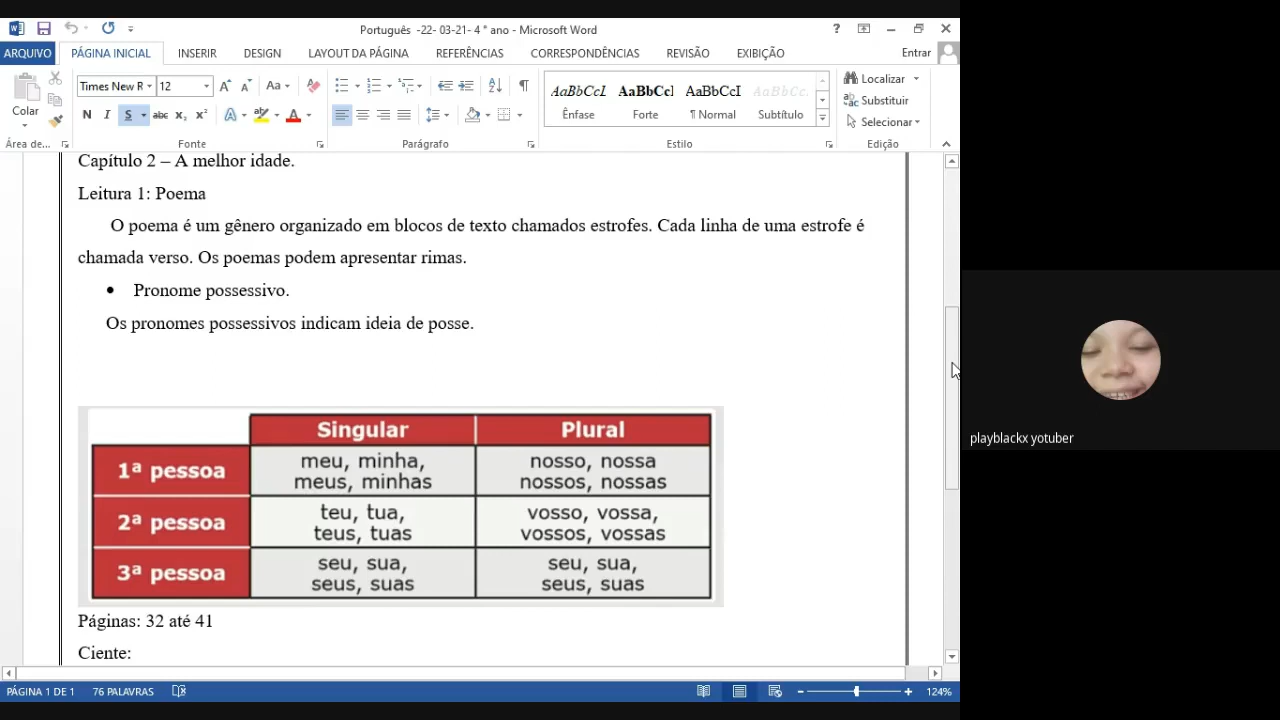 Português -22- 03-21- 4 ° ano - Microsoft Word
ARQUIVO PÁGINA INICIAL INSERIR DESIGN LAYOUT DA PÁGINA REFERÊNCIAS CORRESPONDÊNCIAS REVISÃO EXIBIÇÃO Entrar
Colar
Times New R 12
AaBbCcI AaBbCcI AaBbCcI AaBbCc.
Ênfase Forte ¶ Normal Subtítulo
Localizar
Substituir
Selecionar
Área de... Fonte Parágrafo Estilo Edição
Capítulo 2 – A melhor idade.
Leitura 1: Poema
O poema é um gênero organizado em blocos de texto chamados estrofes. Cada linha de uma estrofe é
chamada verso. Os poemas podem apresentar rimas.
• Pronome possessivo.
Os pronomes possessivos indicam ideia de posse.
Singular Plural
1ª pessoa meu, minha, meus, minhas nosso, nossa nossos, nossas
2ª pessoa teu, tua, teus, tuas vosso, vossa, vossos, vossas
3ª pessoa seu, sua, seus, suas seu, sua, seus, suas
Páginas: 32 até 41
Ciente:
PÁGINA 1 DE 1 76 PALAVRAS 124%
playblackx yotuber